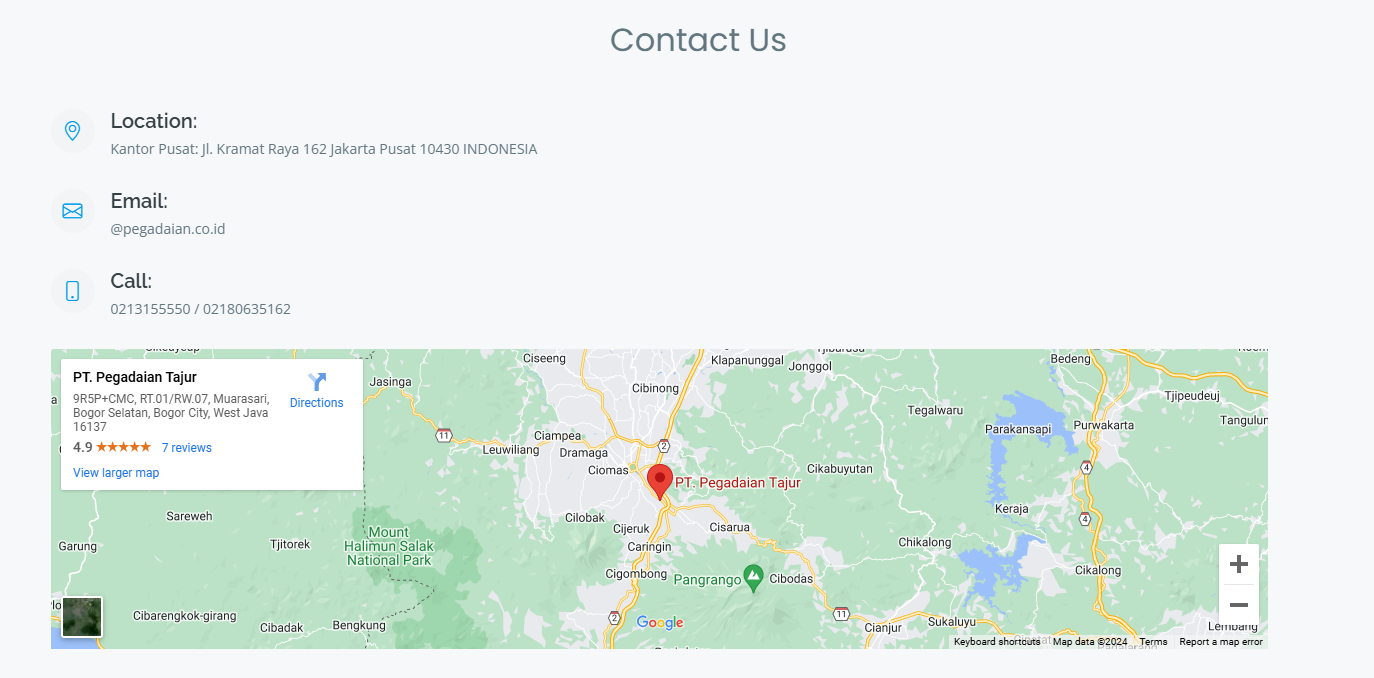 Contact Us
Location:
Kantor Pusat: Jl. Kramat Raya 162 Jakarta Pusat 10430 INDONESIA
Email:
@pegadaian.co.id
Call:
0213155550 / 02180635162
PT. Pegadaian Tajur
9R5P+CMC, RT.01/RW.07, Muarasari,
Bogor Selatan, Bogor City, West Java
16137
4.9
7 reviews
View larger map
Directions
Ciseeng
Klapanunggal
Jonggol
Bedeng
Jasinga
Cibinong
Tjipeudeuj
Tegalwaru
Tangulun
Parakansapi
Purwakarta
11
Ciampea
2
Leuwiliang
Dramaga
Ciomas
Cikabuyutan
4
PT. Pegadaian Tajur
Sareweh
Cilobak
Cijeruk
Cisarua
Keraja
4
Mount
Halimun Salak
National Park
Garung
Tjitorek
Caringin
Chikalong
Cigombong
Pangrango
Cibodas
Cikalong
Cibarengkok-girang
2
Google
11
Cibadak
Bengkung
Cianjur
Sukaluyu
Lembang
Keyboard shortcuts
Map data ©2024
Terms
Report a map error